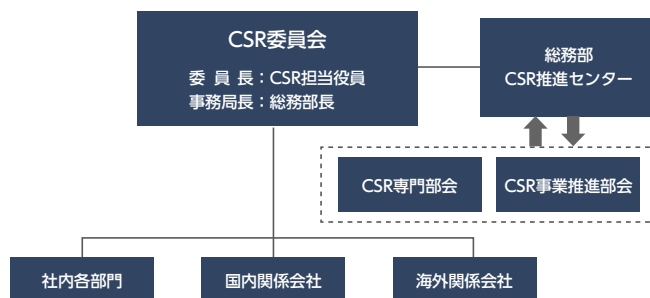 CSR委員会
委 員 長：CSR担当役員
事務局長：総務部長
総務部
CSR推進センター
CSR専門部会
CSR事業推進部会
社内各部門
国内関係会社
海外関係会社